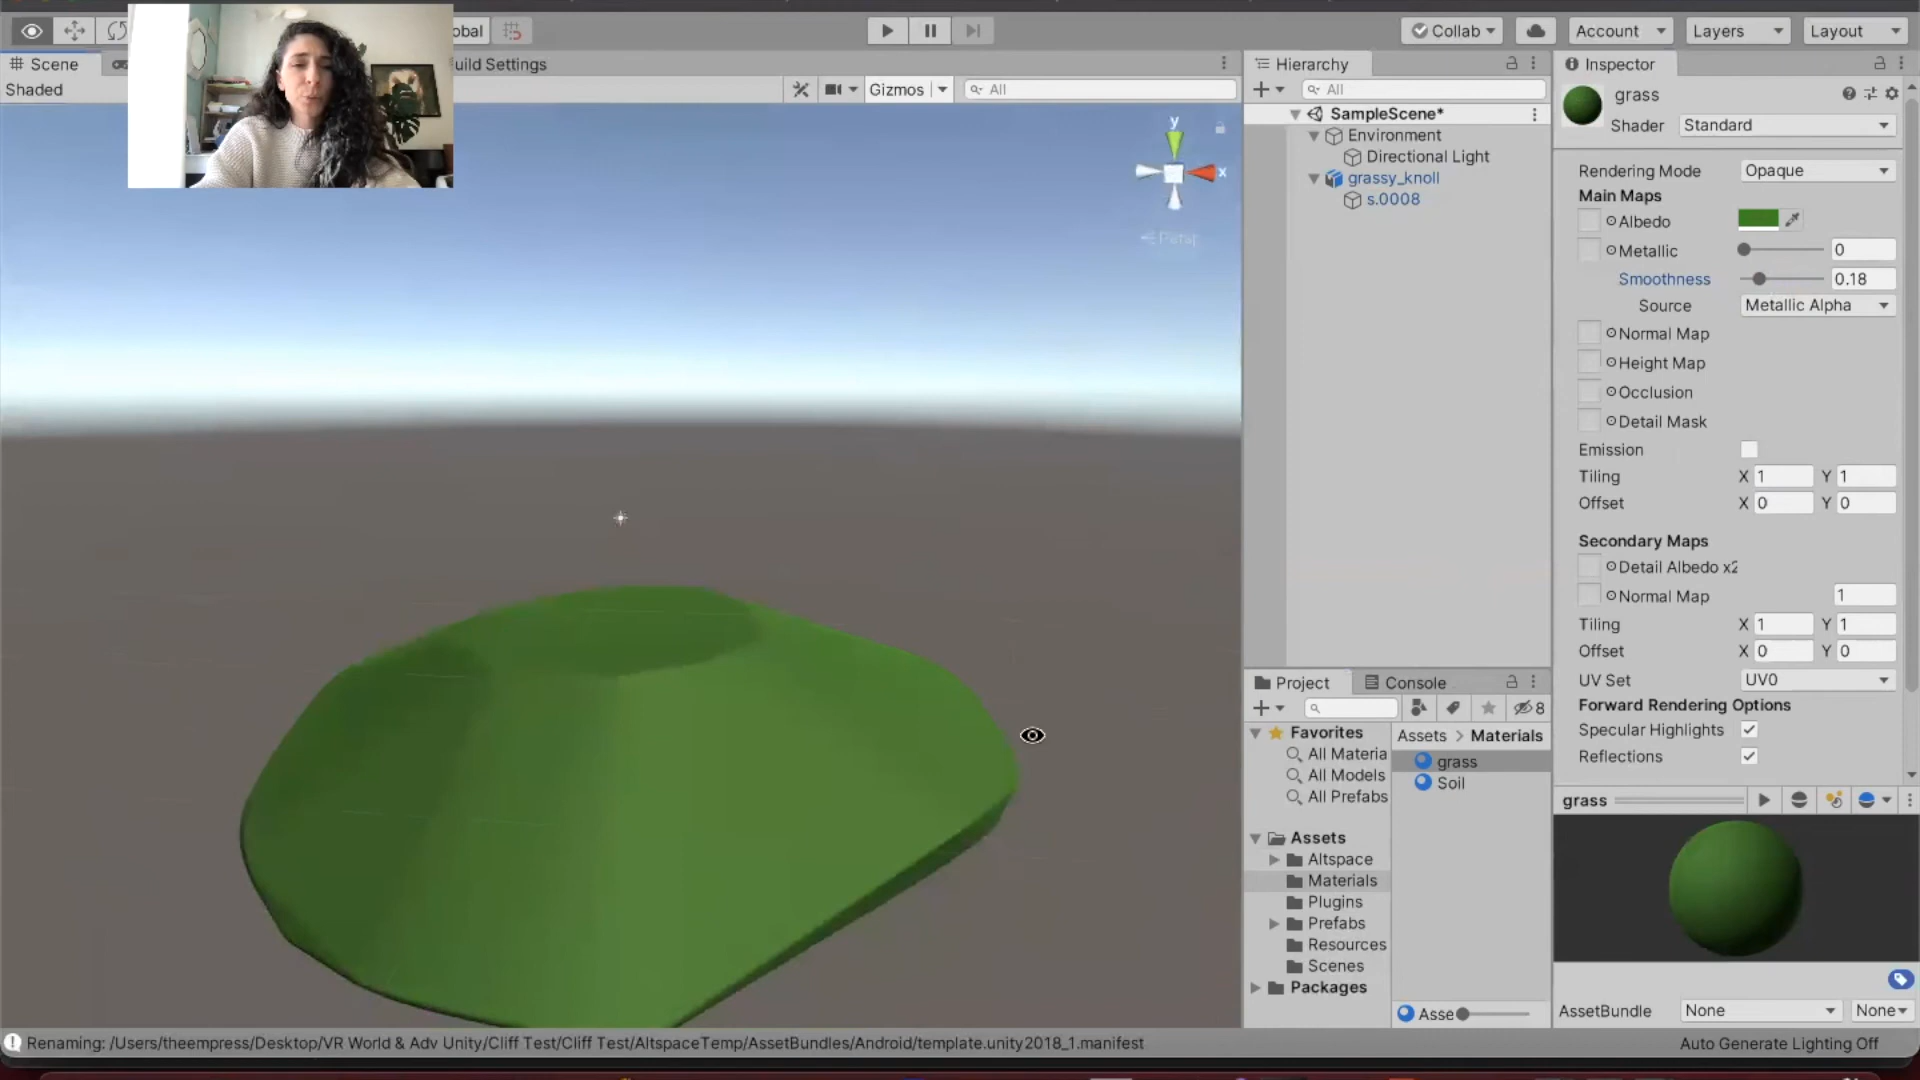 obal
Collab
Account
Layers
Layout
Scene
uild Settings
Hierarchy
Inspector
Shaded
Gizmos
All
All
grass
Shader
Standard
SampleScene*
Environment
Directional Light
grassy_knoll
s.0008
y
x
Persp
Rendering Mode
Opaque
Main Maps
Albedo
Metallic
0
Smoothness
0.18
Source
Metallic Alpha
Normal Map
Height Map
Occlusion
Detail Mask
Emission
Tiling
X 1 Y 1
Offset
X 0 Y 0
Secondary Maps
Detail Albedo x2
Normal Map
1
Tiling
X 1 Y 1
Offset
X 0 Y 0
UV Set
UV0
Forward Rendering Options
Specular Highlights
Reflections
Project
Console
8
Favorites
All Materia
All Models
All Prefabs
Assets
Altspace
Materials
Plugins
Prefabs
Resources
Scenes
Packages
Assets > Materials
grass
Soil
Asse
grass
AssetBundle
None
None
Renaming: /Users/theempress/Desktop/VR World & Adv Unity/Cliff Test/Cliff Test/AltspaceTemp/AssetBundles/Android/template.unity2018_1.manifest
Auto Generate Lighting Off